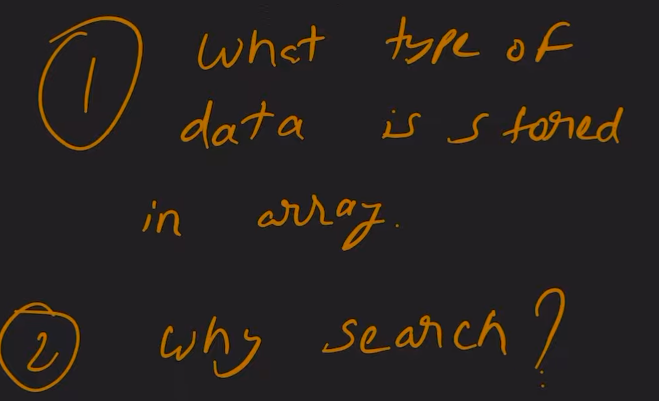 ① What type of
data is stored
in array.
② Why search?